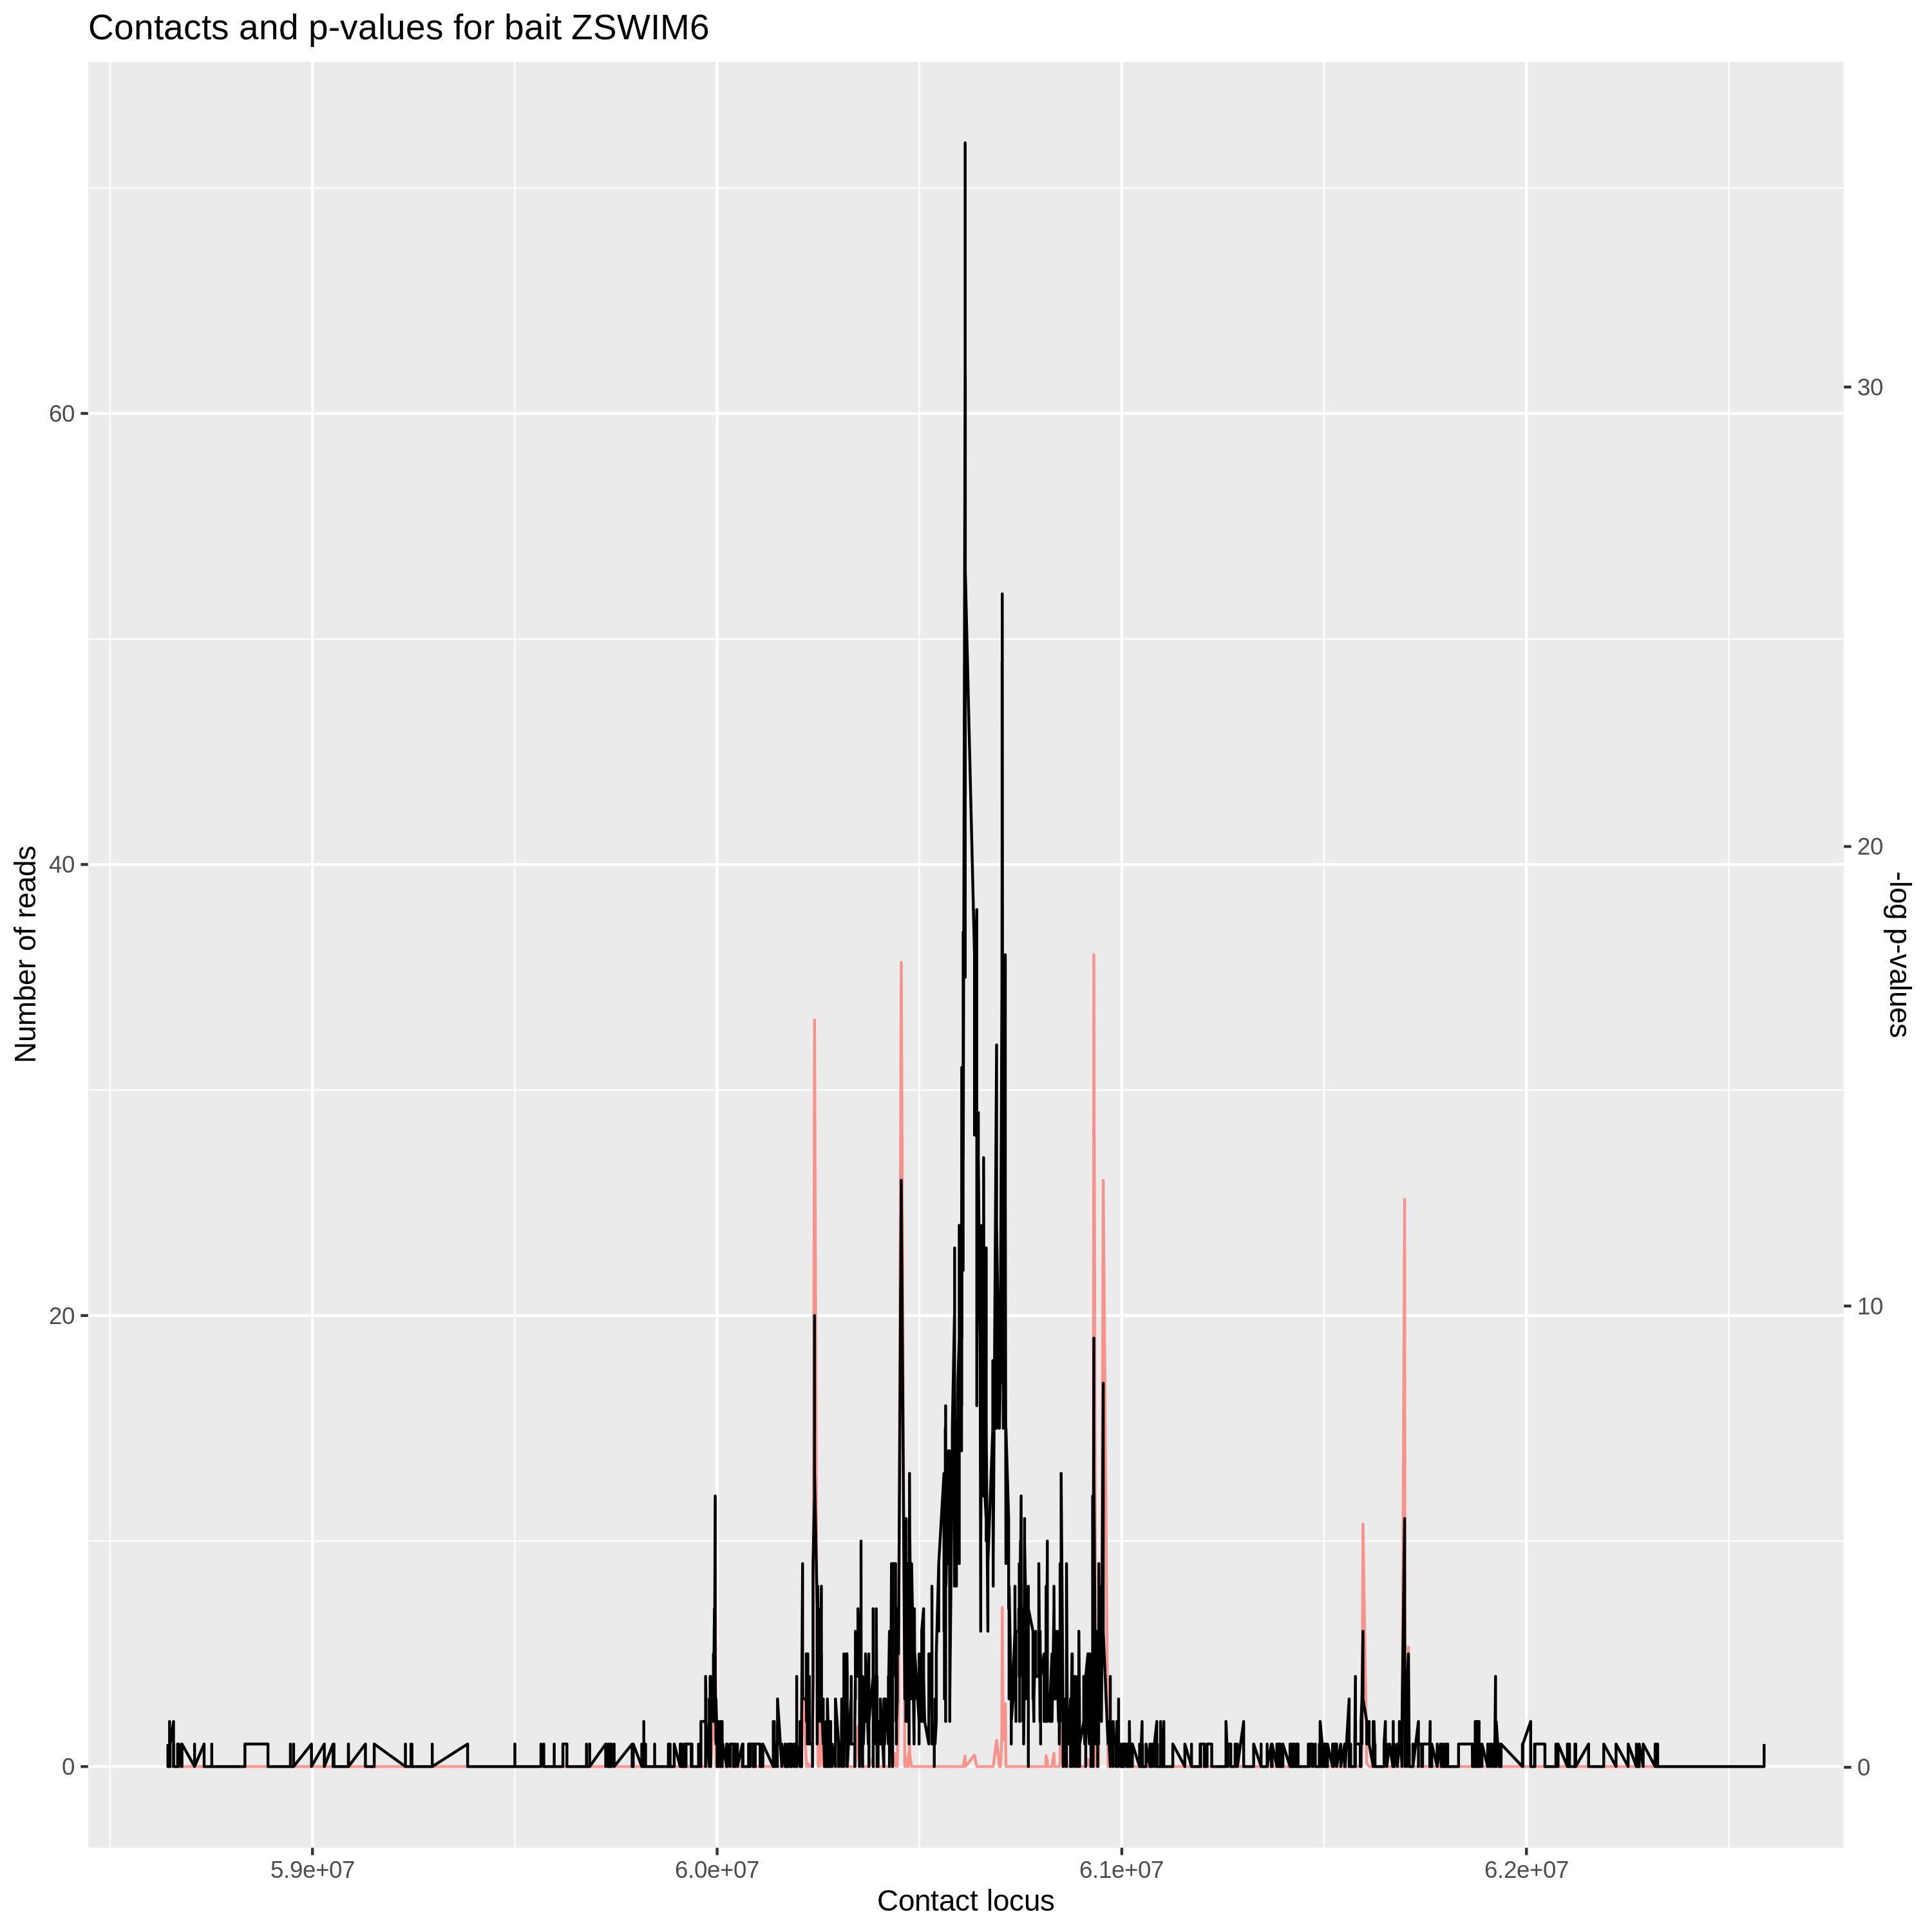 Contacts and p-values for bait ZSWIM6
Number of reads
60
40
20
0
30
20
10
0
-log p-values
5.9e+07 6.0e+07 6.1e+07 6.2e+07
Contact locus